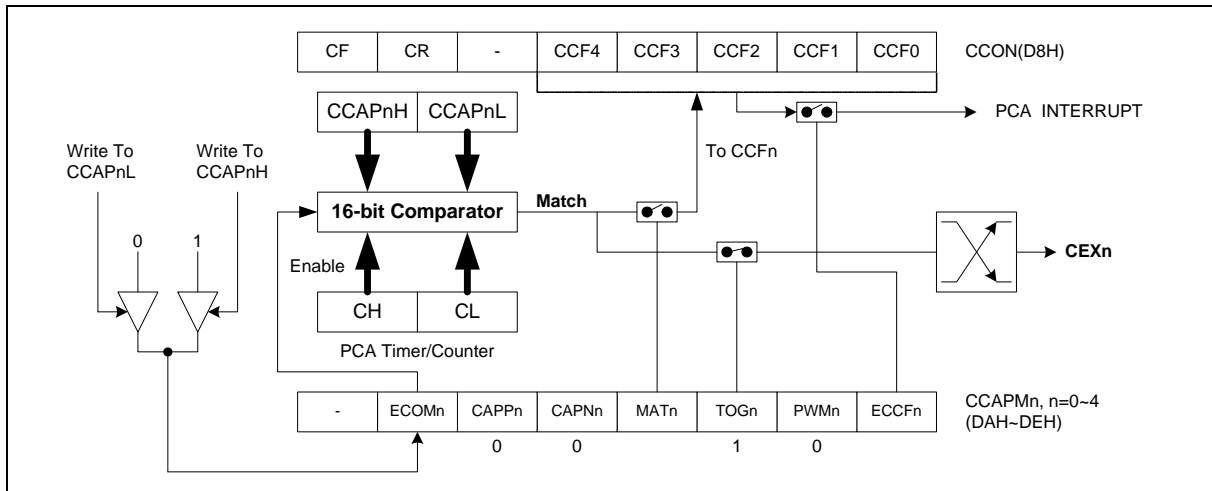 CF CR - CCF4 CCF3 CCF2 CCF1 CCF0 CCON(D8H)
CCAPnH CCAPnL
PCA INTERRUPT
To CCFn
Write To
CCAPnL
Write To
CCAPnH
16-bit Comparator
Match
0 1
Enable
CEXn
CH CL
PCA Timer/Counter
- ECOMn CAPPn CAPNn MATn TOGn PWMn ECCFn
CCAPMn, n=0~4
(DAH~DEH)
0 0 1 0